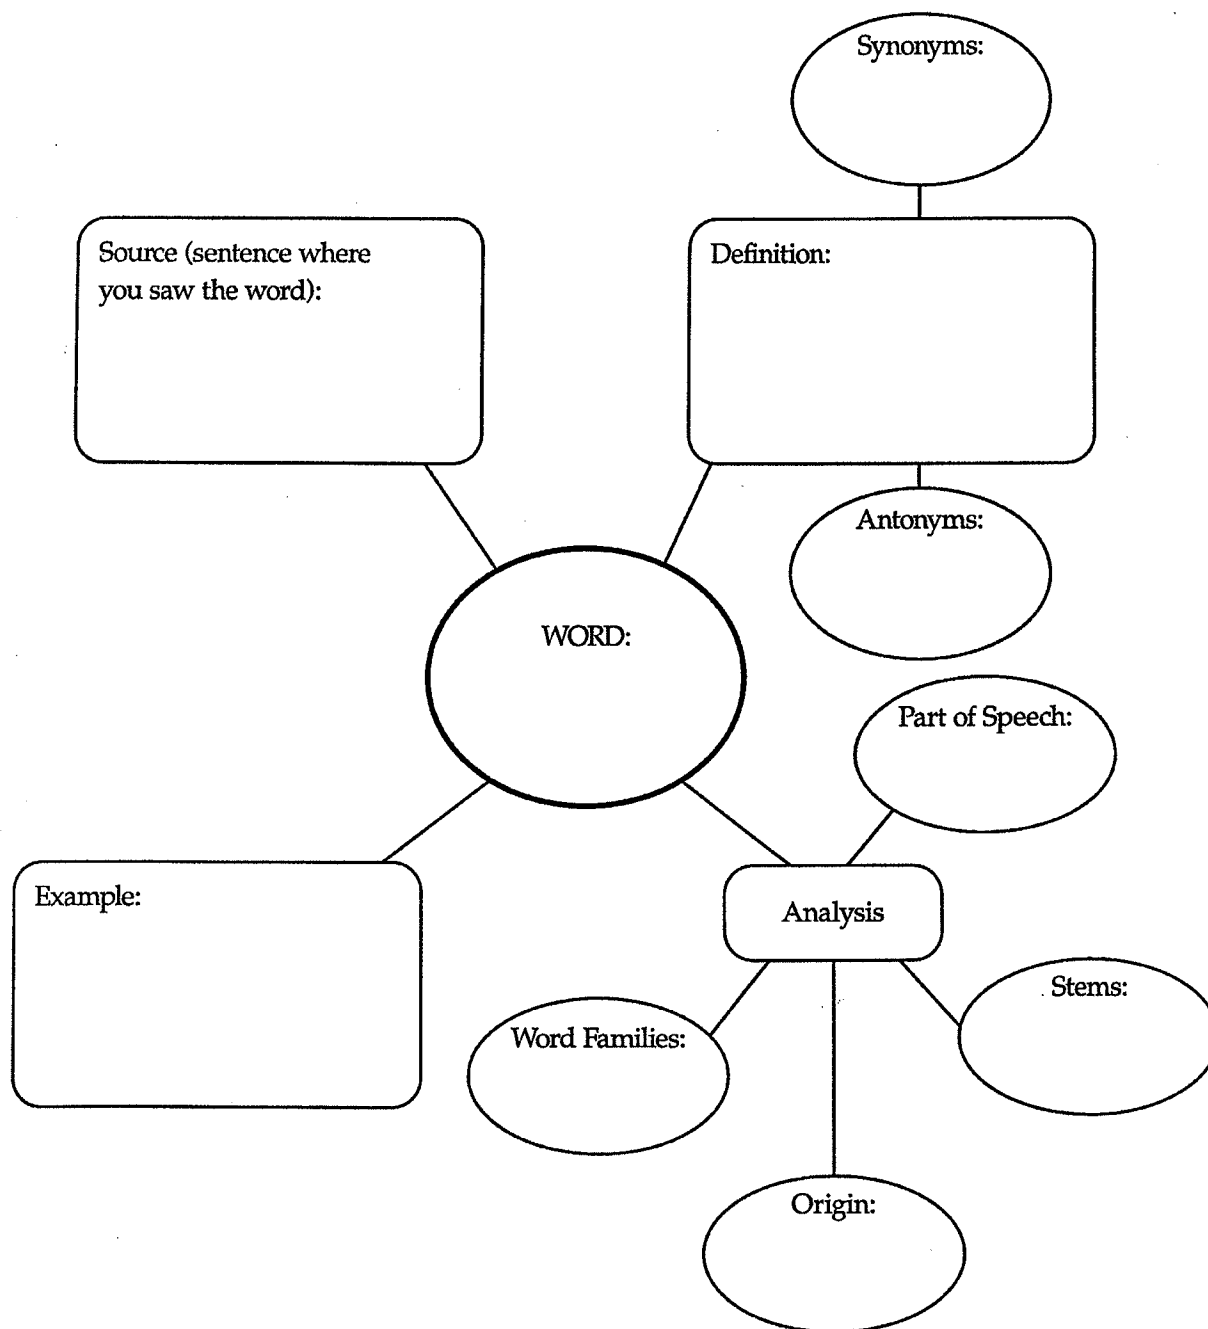 Synonyms:
Source (sentence where
you saw the word):
Definition:
Antonyms:
WORD:
Part of Speech:
Example:
Analysis
Stems:
Word Families:
Origin: